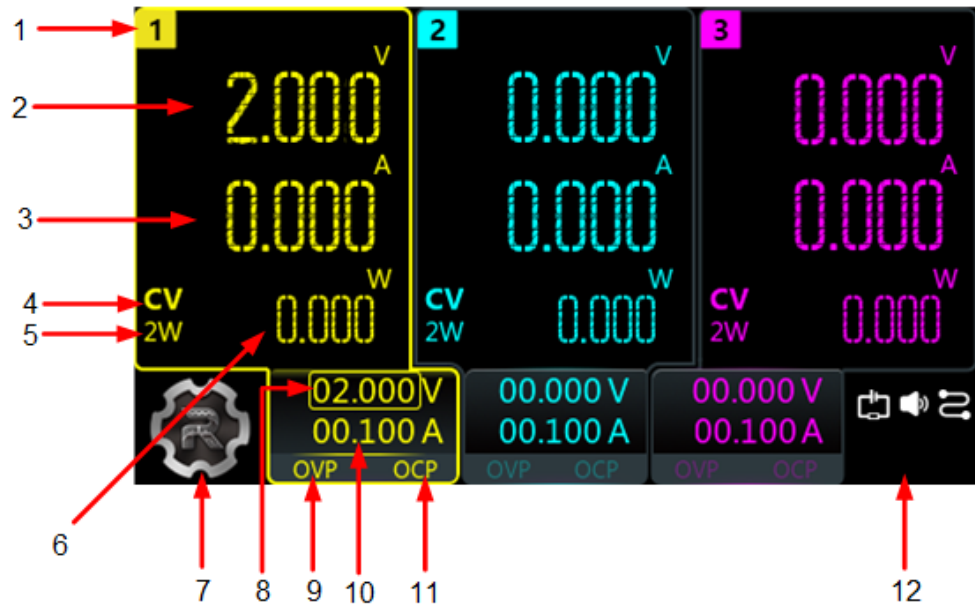 1 1 2 3
V V V
2 2.000 0.000 0.000
A A A
3 0.000 0.000 0.000
W W W
4 CV CV CV
5 2W 0.000 2W 0.000 2W 0.000
02.000 V 00.000 V 00.000 V
00.100 A 00.100 A 00.100 A
R
OVP OCP OVP OCP OVP OCP
6 7 8 9 10 11 12